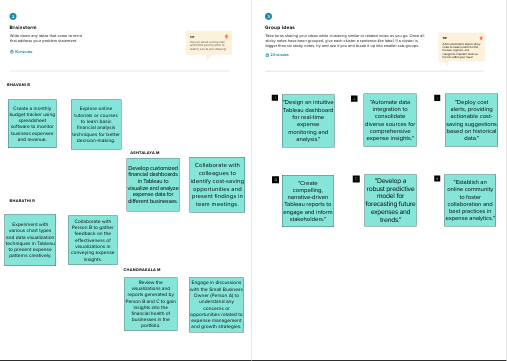 Brainstorm
Write down any ideas that come to mind
that address your problem statement.
10 minutes
BHAVANI B
Create a monthly
budget tracker using
spreadsheet
software to monitor
business expenses
and revenue.
Explore online
tutorials or courses
to learn basic
financial analysis
techniques for better
decision-making.
ASHTALAYA M
Develop customized
financial dashboards
in Tableau to
visualize and analyze
expense data for
different businesses.
Collaborate with
colleagues to
identify cost-saving
opportunities and
present findings in
team meetings.
BHARATHI R
Experiment with
various chart types
and data visualization
techniques in Tableau
to present expense
patterns creatively.
Collaborate with
Person B to gather
feedback on the
effectiveness of
visualizations in
conveying expense
insights.
CHANDRAKALA M
Review the
visualizations and
reports generated by
Person B and C to gain
insights into the
financial health of
businesses in the
portfolio.
Engage in discussions
with the Small Business
Owner (Person A) to
understand any
concerns or
opportunities related to
expense management
and growth strategies.
Group ideas
Take turns sharing your ideas while clustering similar or related notes as you go. Once all
sticky notes have been grouped, give each cluster a sentence-like label. If a cluster is
bigger than six sticky notes, try and see if you and break it up into smaller sub-groups.
20 minutes
"Design an intuitive
Tableau dashboard
for real-time
expense
monitoring and
analysis."
"Automate data
integration to
consolidate
diverse sources for
comprehensive
expense insights."
"Deploy cost
alerts, providing
actionable cost-
saving suggestions
based on historical
data."
"Create
compelling,
narrative-driven
Tableau reports to
engage and inform
stakeholders."
"Develop a
robust predictive
model for
forecasting future
expenses and
trends."
"Establish an
online community
to foster
collaboration and
best practices in
expense analytics."